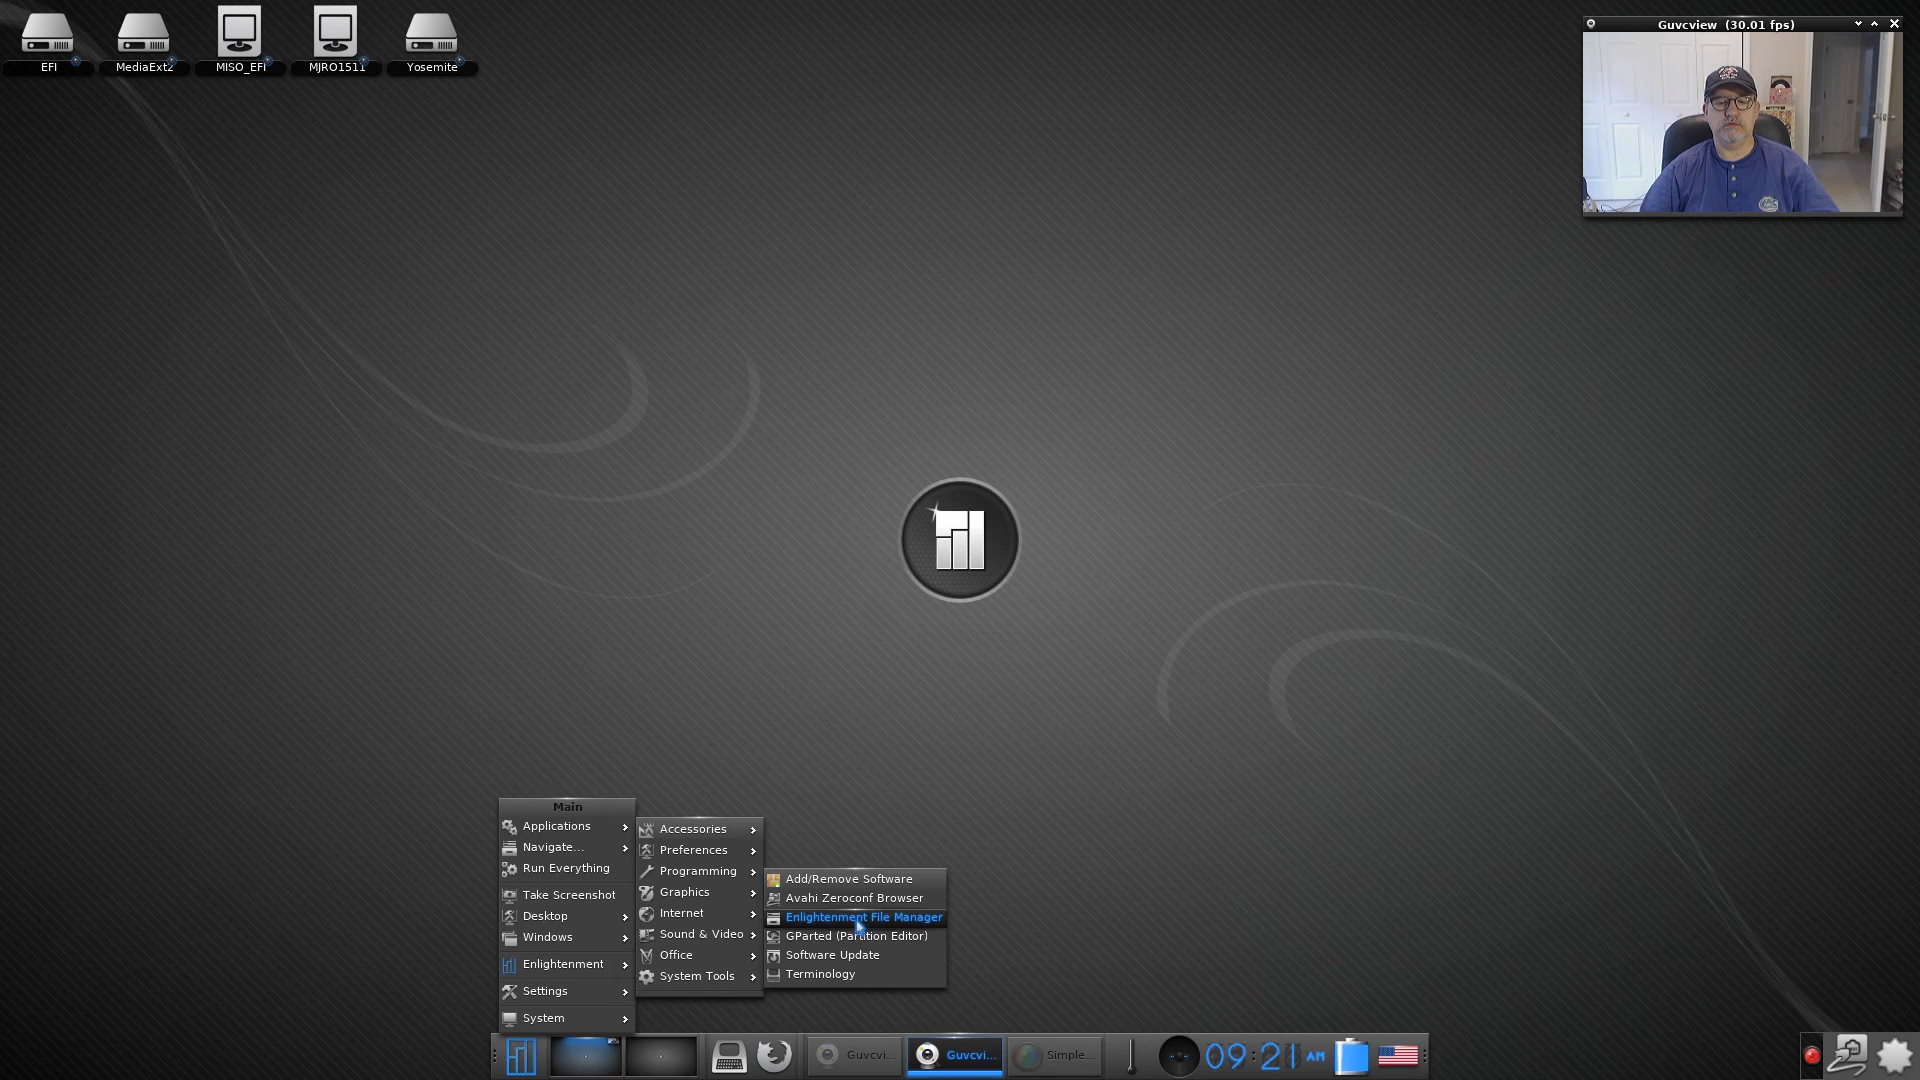 EFI
MediaExt2
MISO_EFI
MJRO1511
Yosemite
Guvcview (30.01 fps)
Main
Applications
Navigate...
Run Everything
Take Screenshot
Desktop
Windows
Enlightenment
Settings
System
Accessories
Preferences
Programming
Graphics
Internet
Sound & Video
Office
System Tools
Add/Remove Software
Avahi Zeroconf Browser
Enlightenment File Manager
GParted (Partition Editor)
Software Update
Terminology
Guvcvi...
Guvcvi...
Simple...
09:21 AM